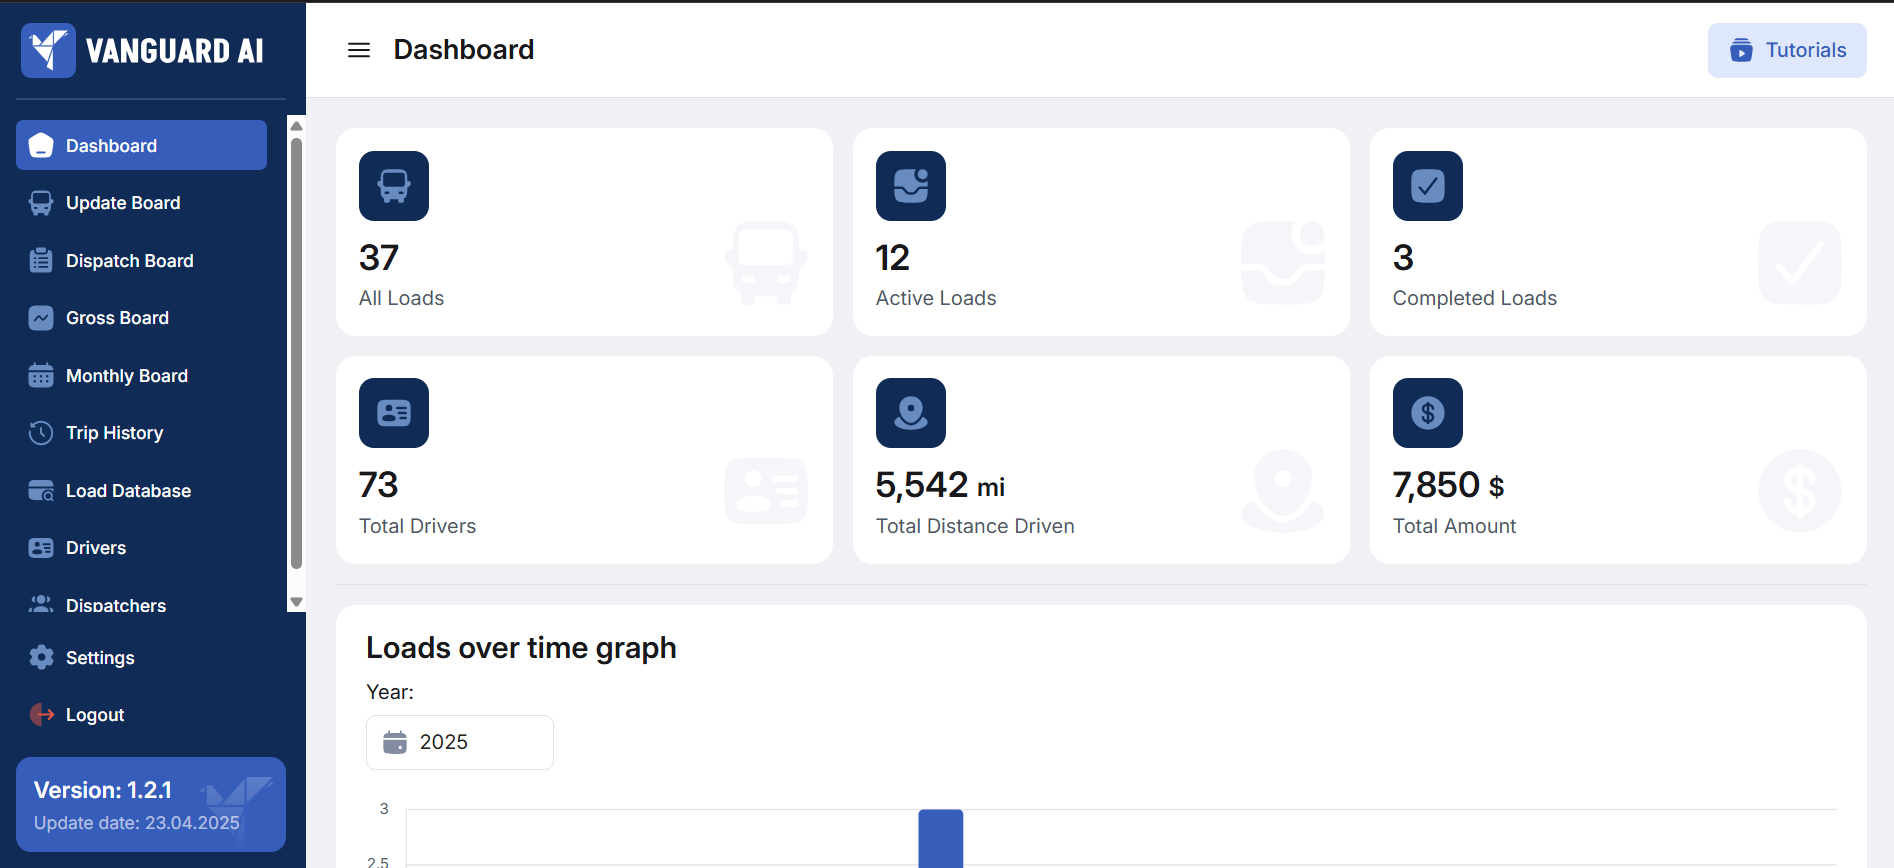 VANGUARD AI
Dashboard
Update Board
Dispatch Board
Gross Board
Monthly Board
Trip History
Load Database
Drivers
Dispatchers
Settings
Logout
Version: 1.2.1
Update date: 23.04.2025
Dashboard
Tutorials
37
All Loads
12
Active Loads
3
Completed Loads
73
Total Drivers
5,542 mi
Total Distance Driven
7,850 $
Total Amount
Loads over time graph
Year:
2025
3
2.5